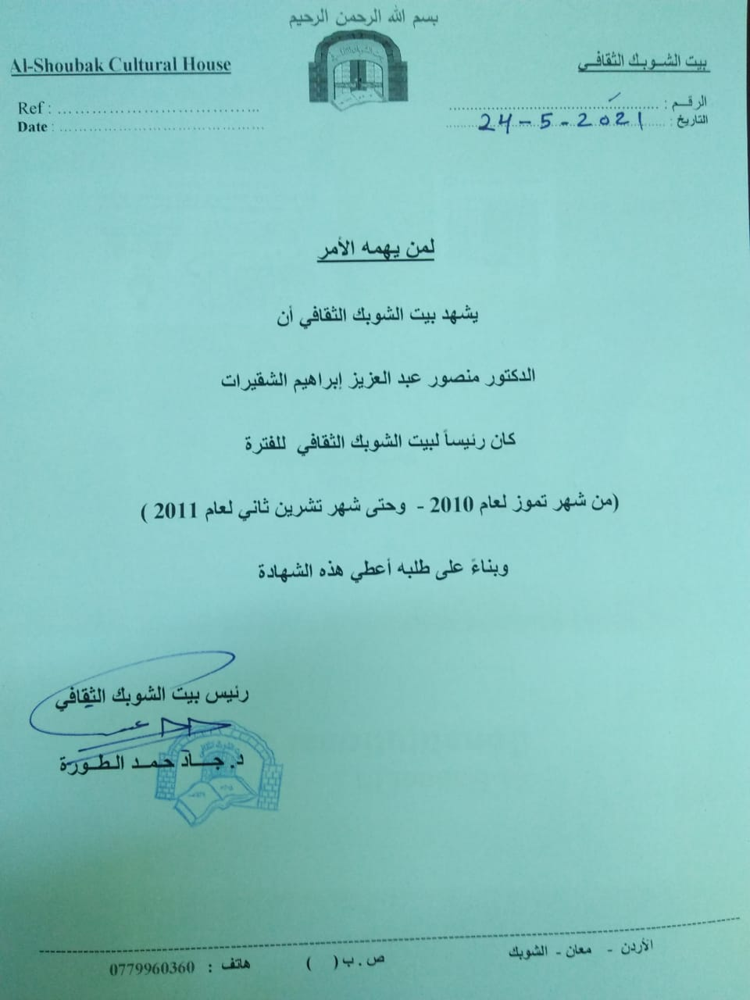 بسم الله الرحمن الرحيم
بيت الشوبك الثقافي
Al-Shoubak Cultural House
الرقم : ......................................
Ref : ......................................
التاريخ : 24-5-2021
Date : ......................................
لمن يهمه الأمر
يشهد بيت الشوبك الثقافي أن
الدكتور منصور عبد العزيز إبراهيم الشقيرات
كان رئيساً لبيت الشوبك الثقافي للفترة
(من شهر تموز لعام 2010 - وحتى شهر تشرين ثاني لعام 2011 )
وبناءً على طلبه أعطي هذه الشهادة
رئيس بيت الشوبك الثقافي
د. جاد حمد الطورة
الأردن - معان - الشوبك
ص . ب ( )
هاتف : 0779960360